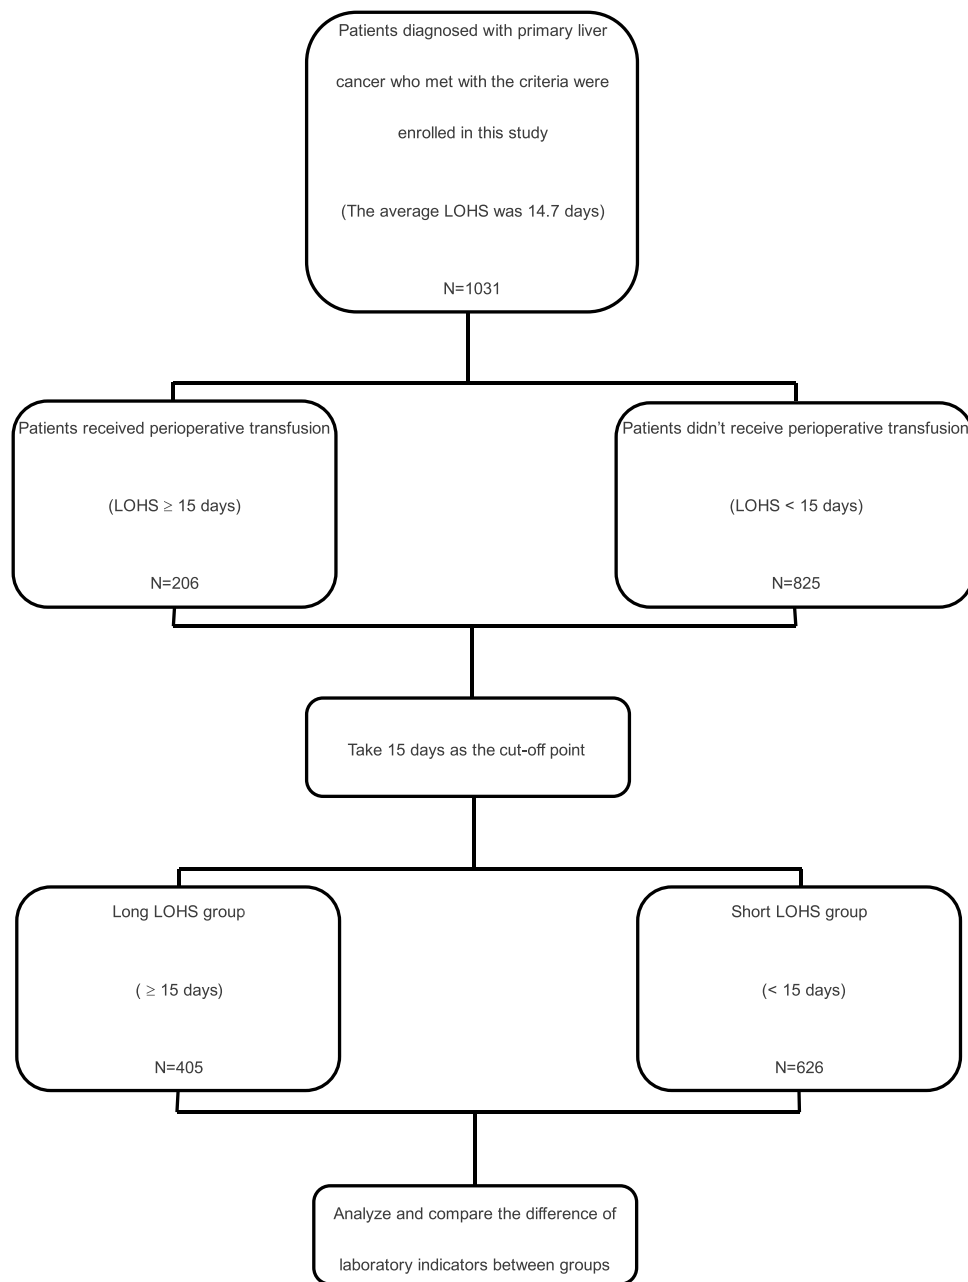 Patients diagnosed with primary liver
cancer who met with the criteria were
enrolled in this study
(The average LOHS was 14.7 days)
N=1031
Patients received perioperative transfusion
(LOHS ≥ 15 days)
N=206
Patients didn’t receive perioperative transfusion
(LOHS < 15 days)
N=825
Take 15 days as the cut-off point
Long LOHS group
( ≥ 15 days)
N=405
Short LOHS group
(< 15 days)
N=626
Analyze and compare the difference of
laboratory indicators between groups